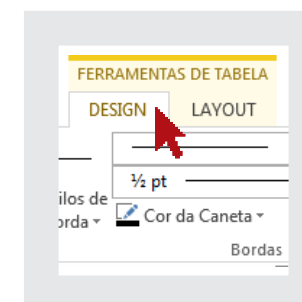 FERRAMENTAS DE TABELA
DESIGN LAYOUT
½ pt
ilos de
orda
Cor da Caneta
Bordas